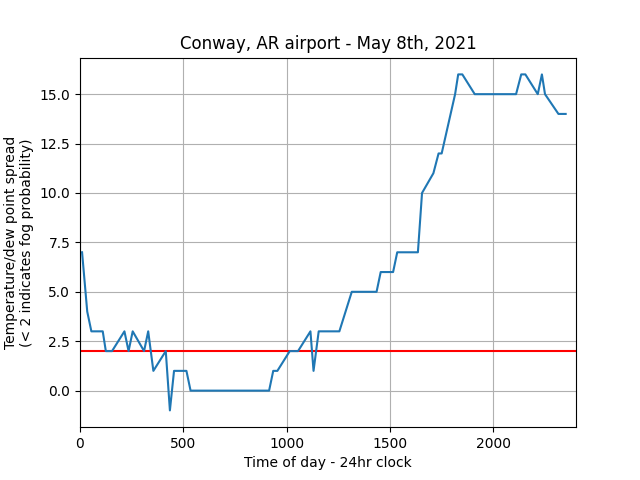 Conway, AR airport - May 8th, 2021
Temperature/dew point spread
(< 2 indicates fog probability)
15.0
12.5
10.0
7.5
5.0
2.5
0.0
0 500 1000 1500 2000
Time of day - 24hr clock